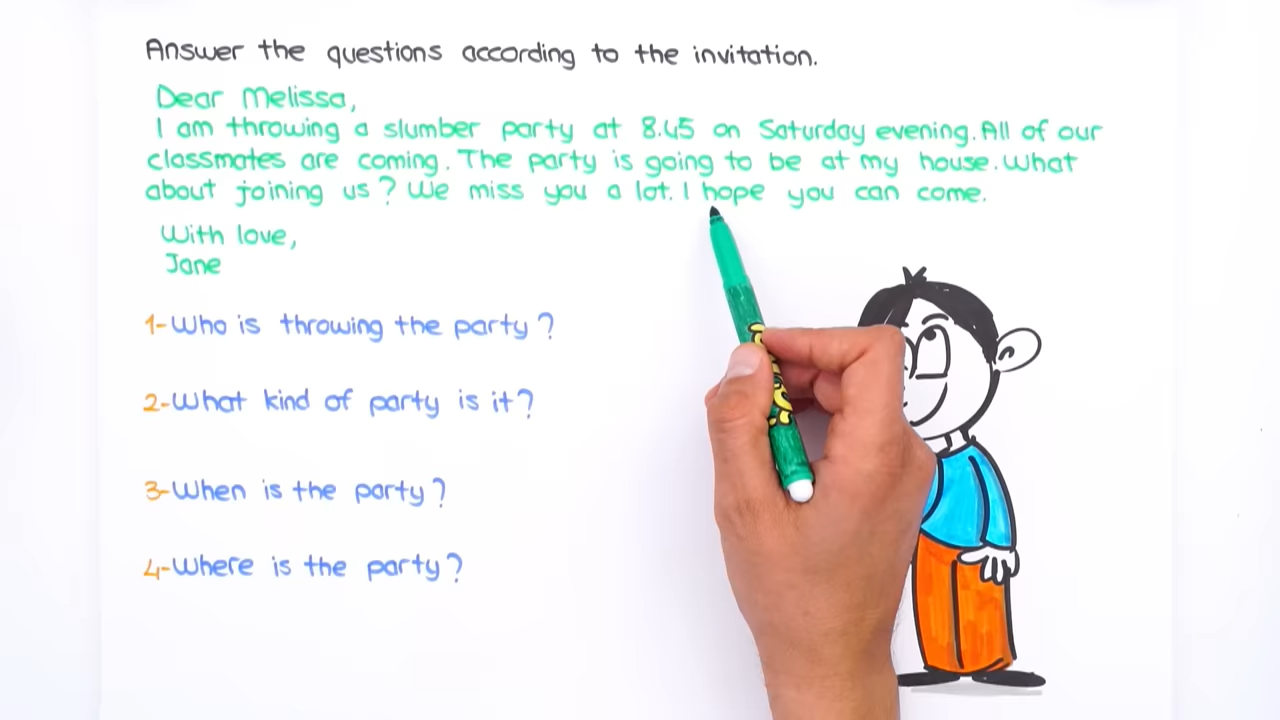 Answer the questions according to the invitation.
Dear Melissa,
I am throwing a slumber party at 8.45 on Saturday evening. All of our
classmates are coming. The party is going to be at my house. What
about joining us? We miss you a lot. I hope you can come.
With love,
Jane
1-Who is throwing the party?
2-What kind of party is it?
3-When is the party?
4-Where is the party?